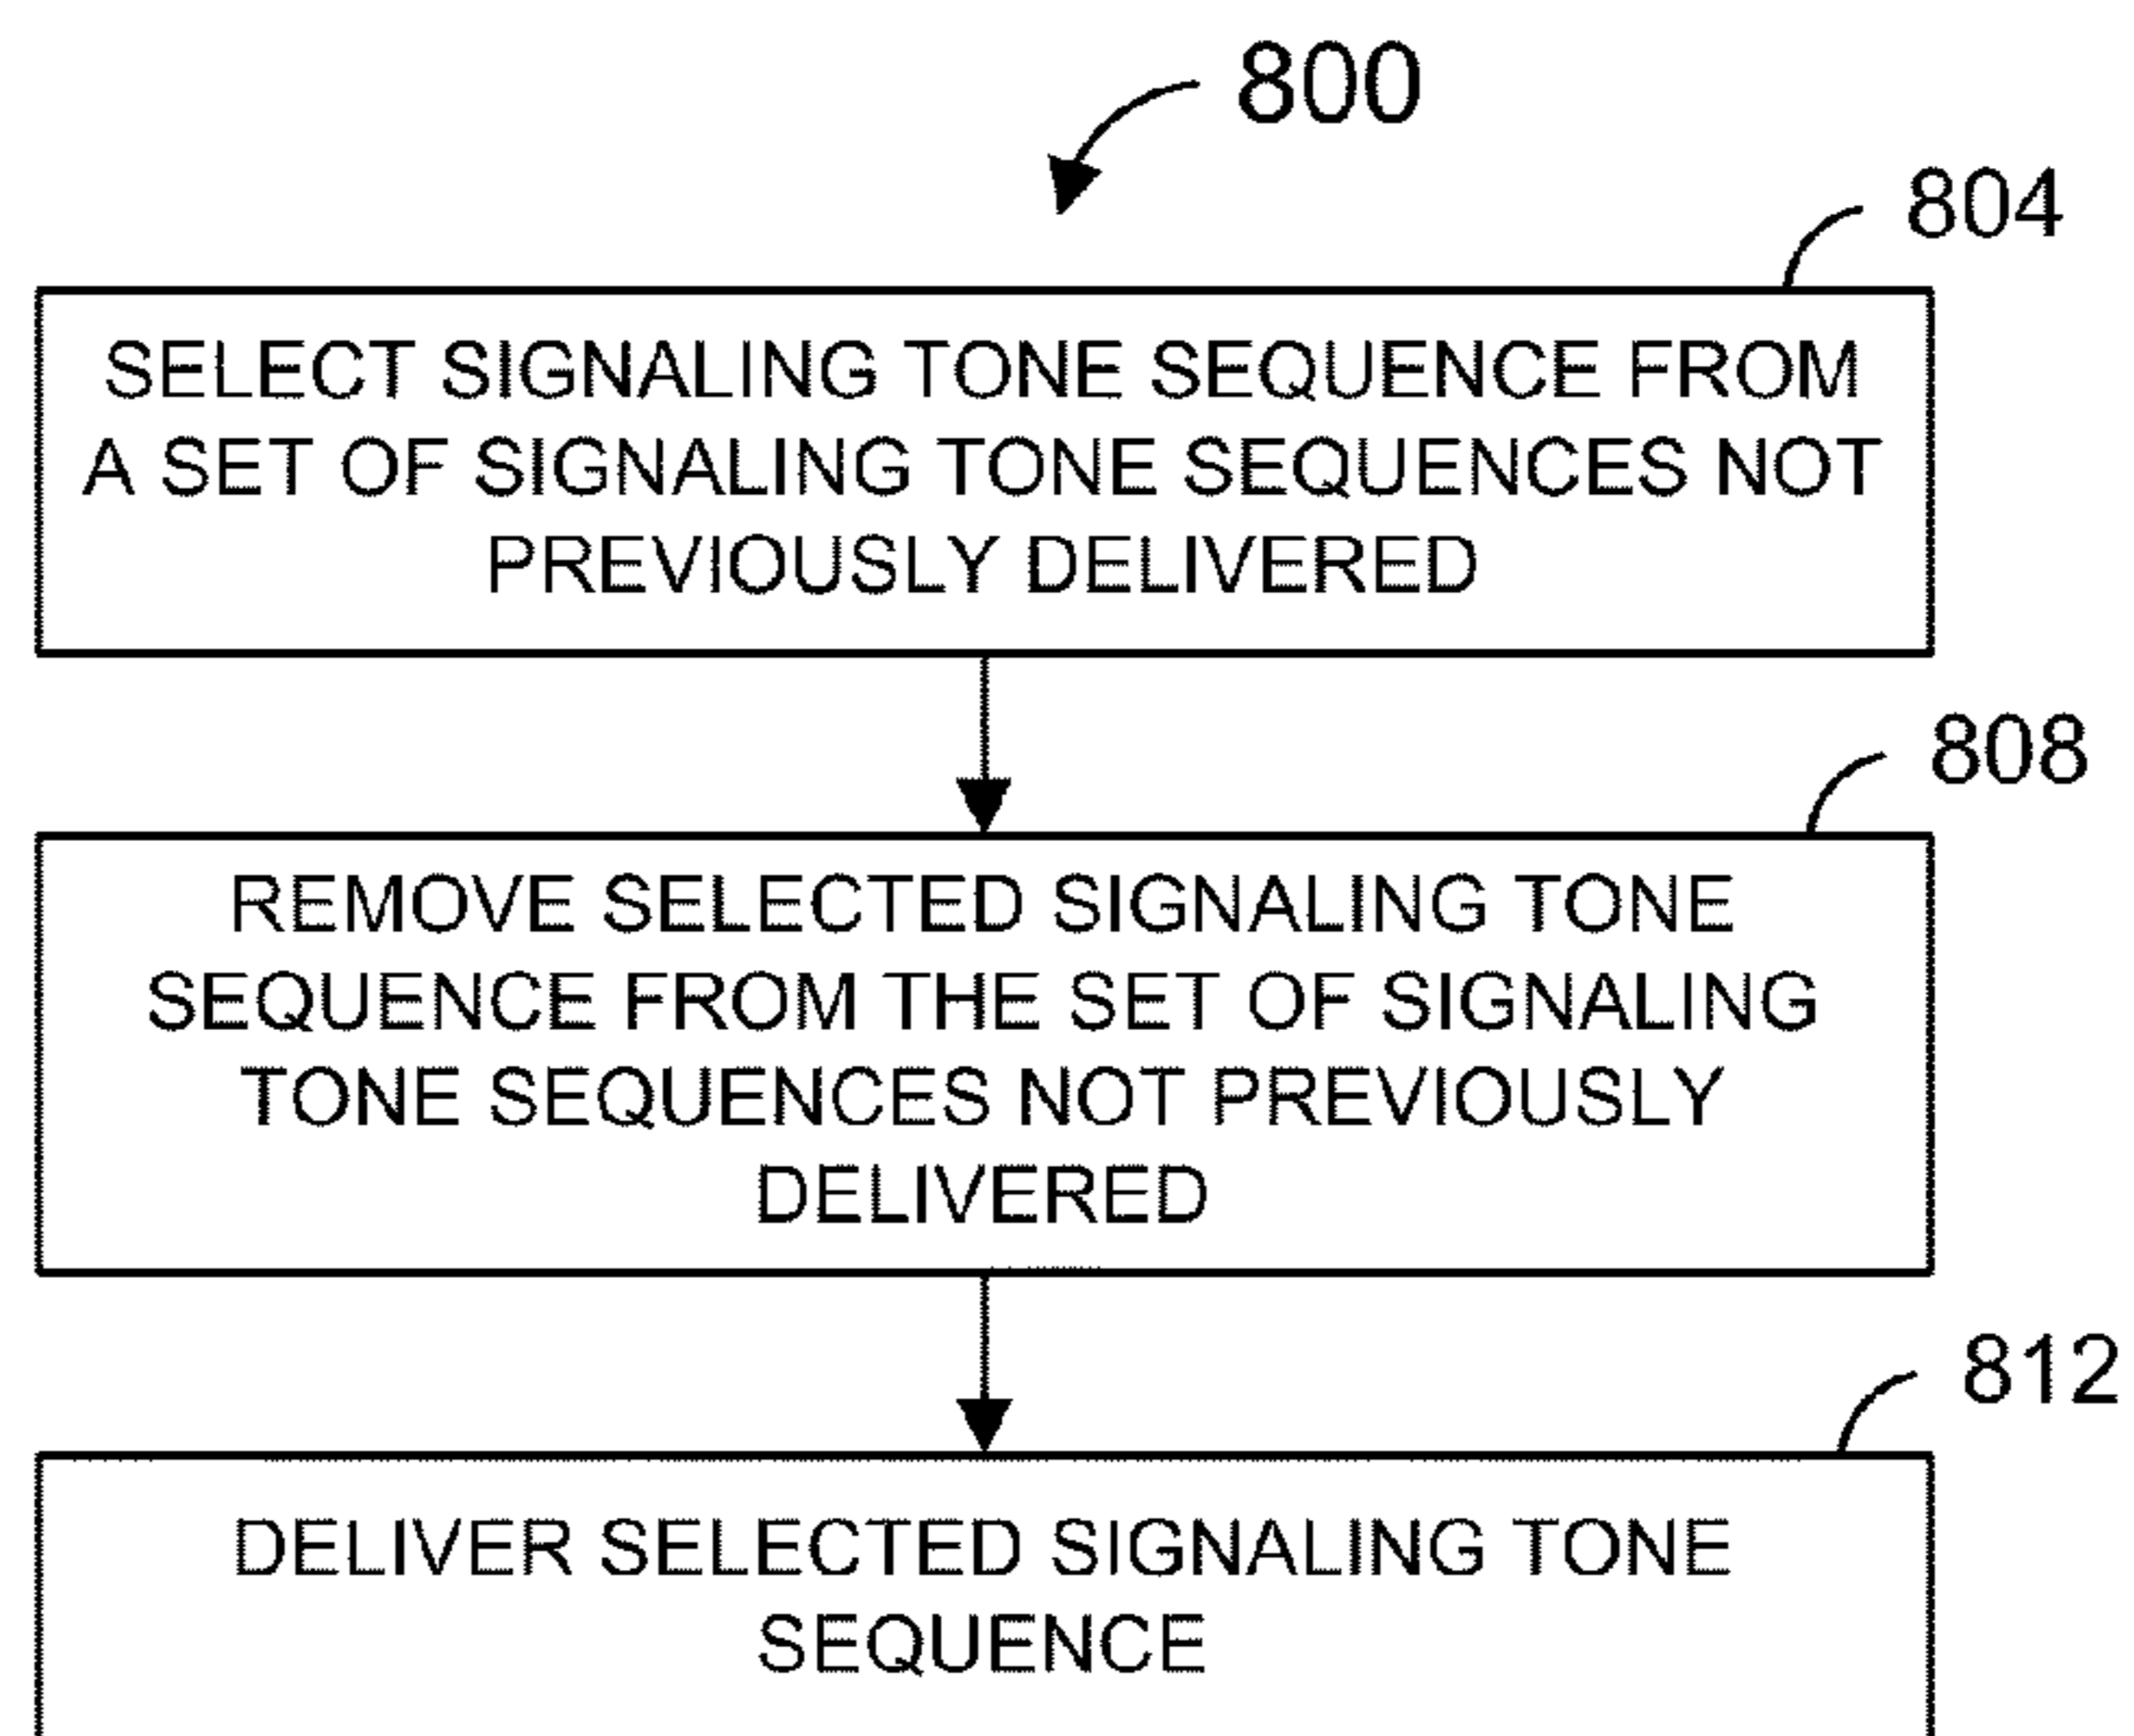 800
804
SELECT SIGNALING TONE SEQUENCE FROM
A SET OF SIGNALING TONE SEQUENCES NOT
PREVIOUSLY DELIVERED
808
REMOVE SELECTED SIGNALING TONE
SEQUENCE FROM THE SET OF SIGNALING
TONE SEQUENCES NOT PREVIOUSLY
DELIVERED
812
DELIVER SELECTED SIGNALING TONE
SEQUENCE